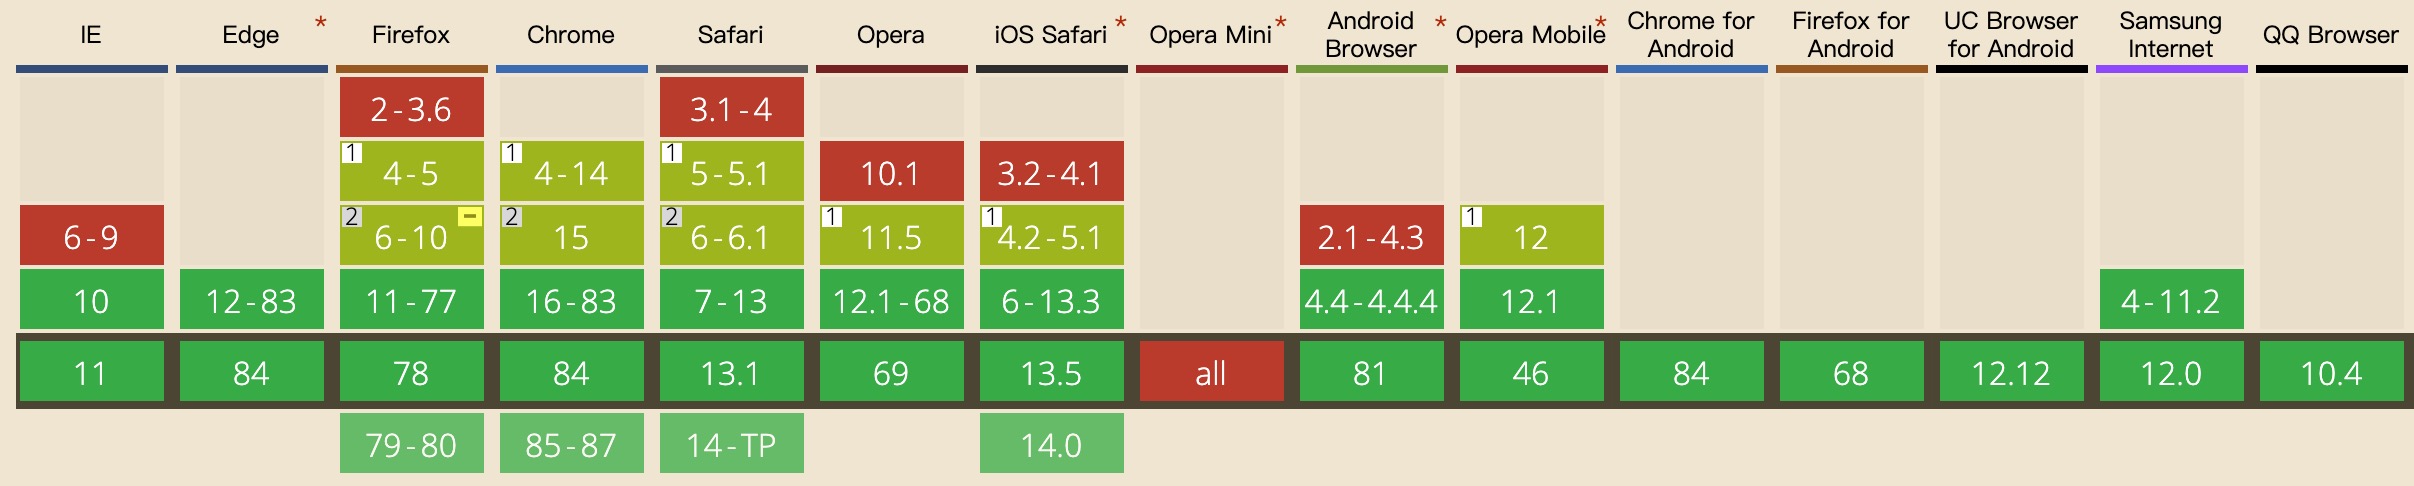 IE Edge * Firefox Chrome Safari Opera iOS Safari * Opera Mini * Android Browser * Opera Mobile * Chrome for Android Firefox for Android UC Browser for Android Samsung Internet QQ Browser
2-3.6 3.1-4
1 4-5 1 4-14 1 5-5.1 10.1 3.2-4.1
6-9 2 6-10 - 2 15 2 6-6.1 1 11.5 1 4.2-5.1 2.1-4.3 1 12
10 12-83 11-77 16-83 7-13 12.1-68 6-13.3 4.4-4.4.4 12.1 4-11.2
11 84 78 84 13.1 69 13.5 all 81 46 84 68 12.12 12.0 10.4
79-80 85-87 14-TP 14.0